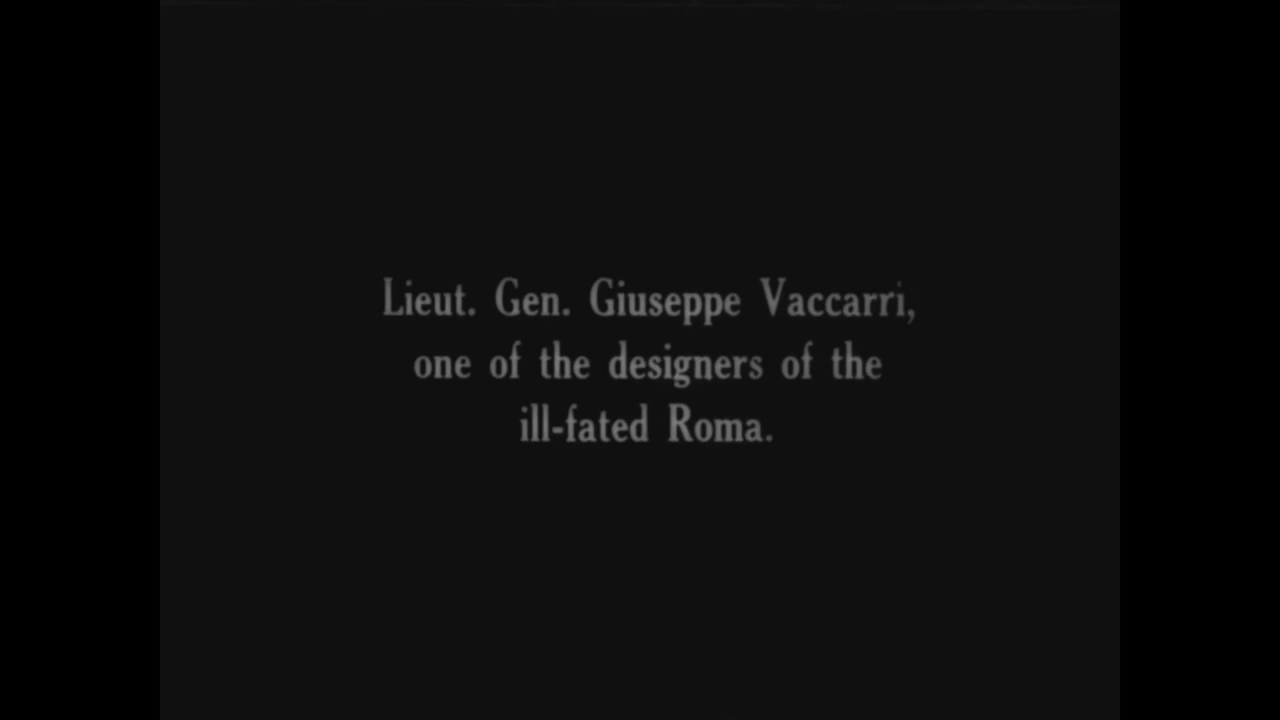 Lieut. Gen. Giuseppe Vaccarri,
one of the designers of the
ill-fated Roma.